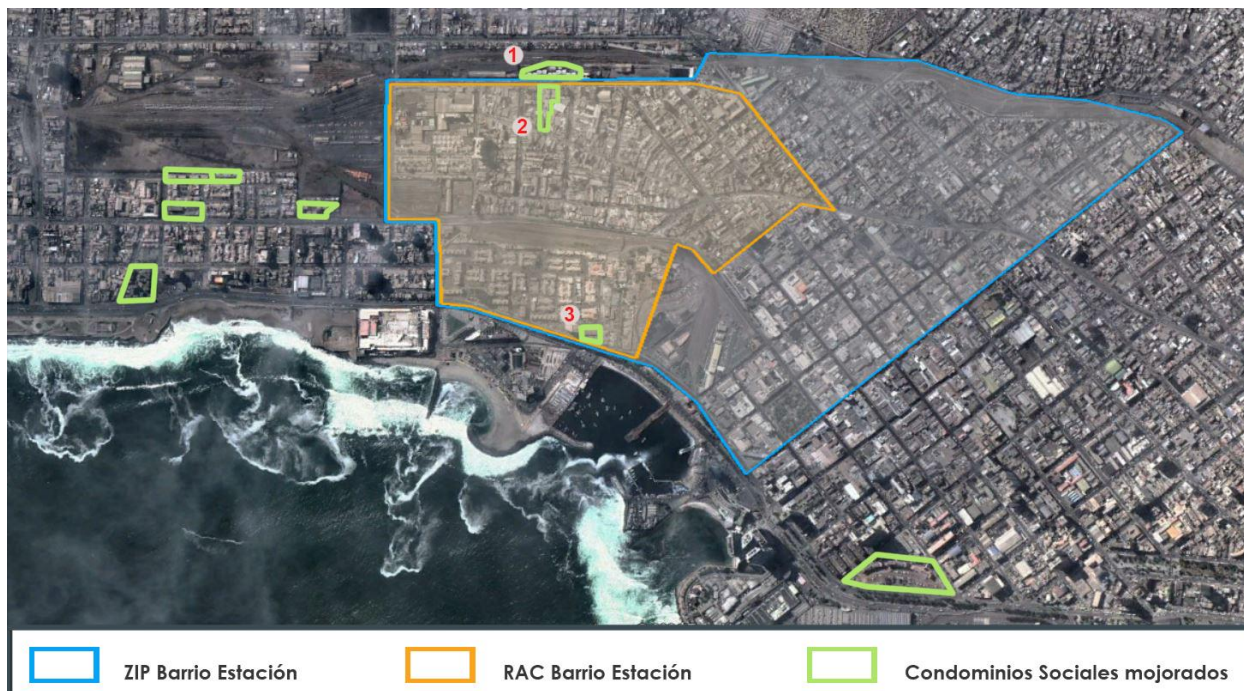 1
2
3
ZIP Barrio Estación
RAC Barrio Estación
Condominios Sociales mojorados